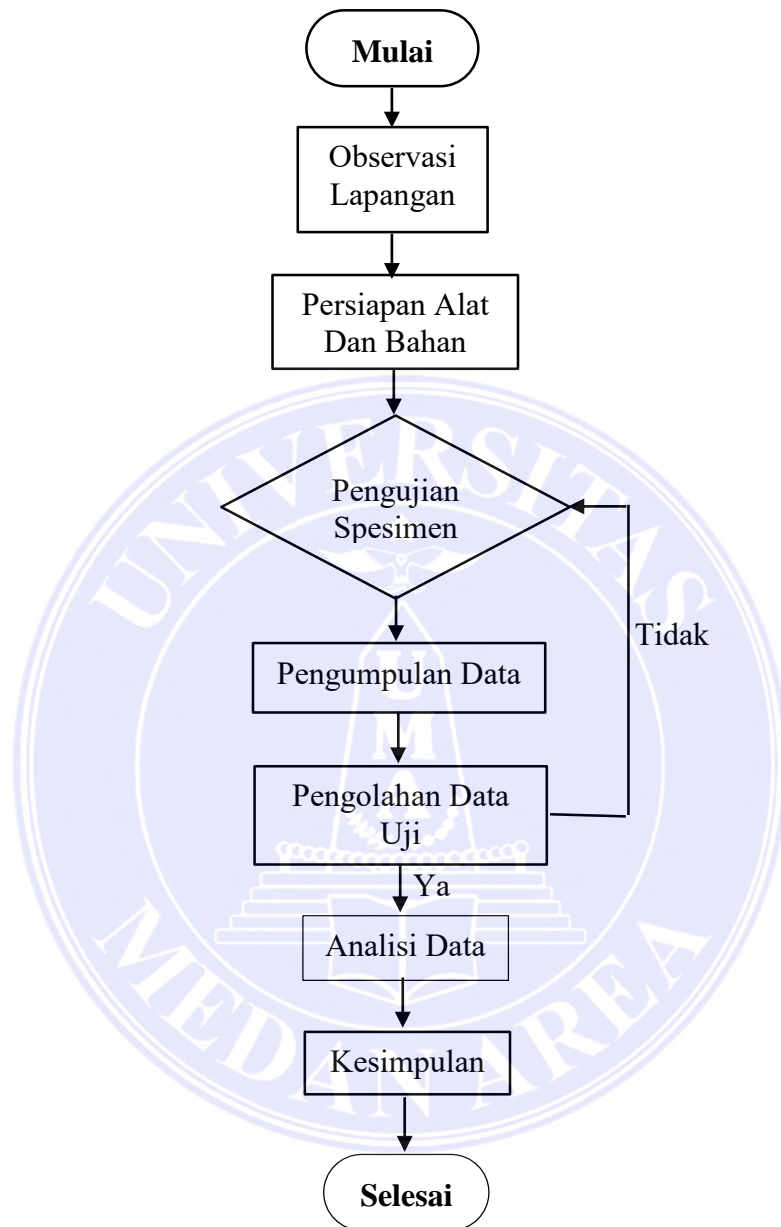 Mulai
Observasi
Lapangan
Persiapan Alat
Dan Bahan
Pengujian
Spesimen
Tidak
Pengumpulan Data
Pengolahan Data
Uji
Ya
Analisi Data
Kesimpulan
Selesai
UNIVERSITAS
UMA
MEDAN AREA